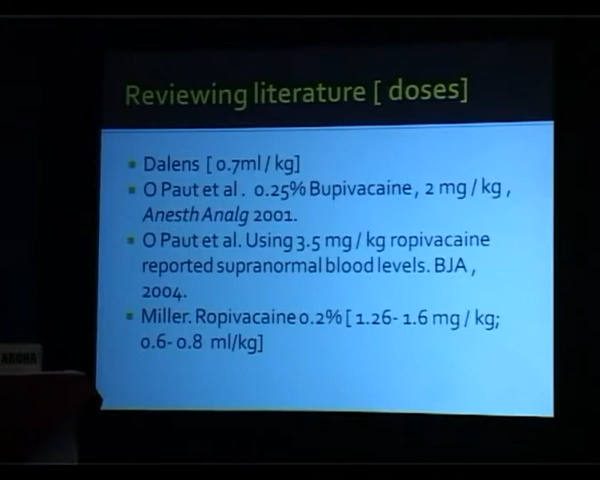 Reviewing literature [ doses]
Dalens [ 0.7ml / kg]
O Paut et al . 0.25% Bupivacaine , 2 mg / kg ,
Anesth Analg 2001.
O Paut et al. Using 3.5 mg / kg ropivacaine
reported supranormal blood levels. BJA ,
2004.
Miller. Ropivacaine 0.2% [ 1.26- 1.6 mg / kg;
0.6- 0.8 ml/kg]
ARORA